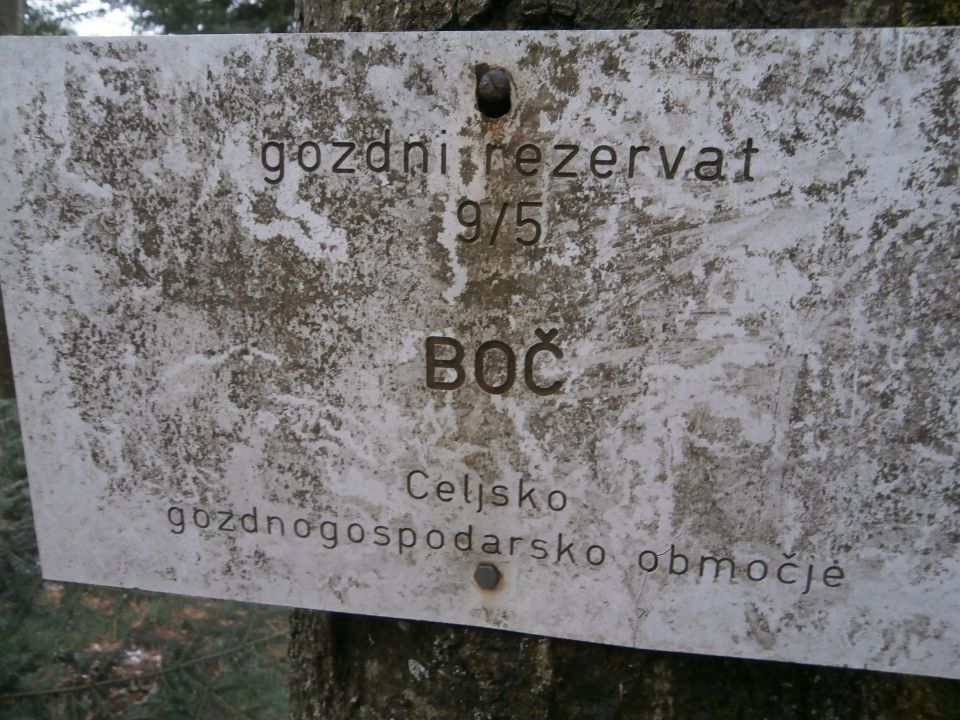 gozdni rezervat
9/5
BOČ
Celjsko
gozdnogospodarsko območje